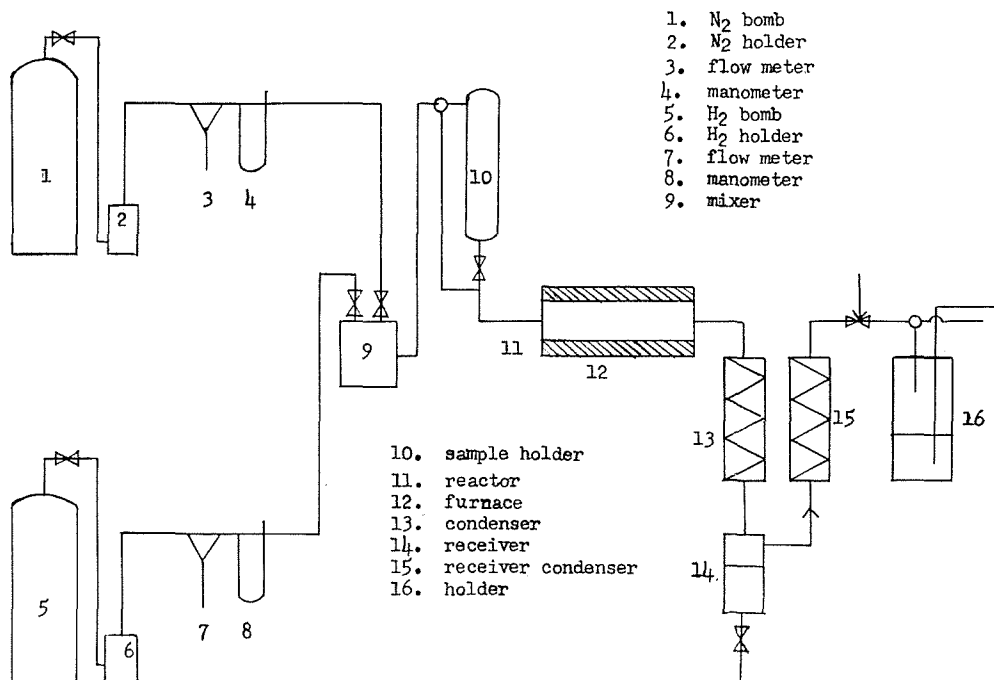 1. N2 bomb
2. N2 holder
3. flow meter
4. manometer
5. H2 bomb
6. H2 holder
7. flow meter
8. manometer
9. mixer
10. sample holder
11. reactor
12. furnace
13. condenser
14. receiver
15. receiver condenser
16. holder
1
2
3
4
5
6
7
8
9
10
11
12
13
14
15
16